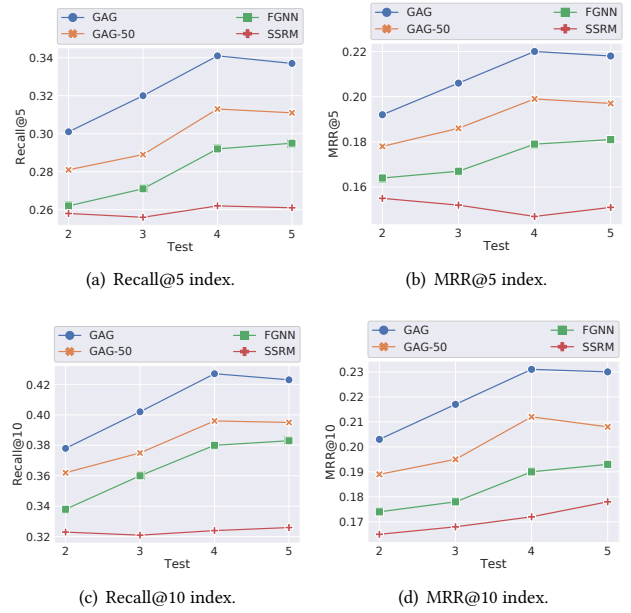 GAG FGNN
GAG-50 SSRM
0.34
0.32
0.30
0.28
0.26
Recall@5
2 3 4 5
Test
(a) Recall@5 index.
GAG FGNN
GAG-50 SSRM
0.22
0.20
0.18
0.16
MRR@5
2 3 4 5
Test
(b) MRR@5 index.
GAG FGNN
GAG-50 SSRM
0.42
0.40
0.38
0.36
0.34
0.32
Recall@10
2 3 4 5
Test
(c) Recall@10 index.
GAG FGNN
GAG-50 SSRM
0.23
0.22
0.21
0.20
0.19
0.18
0.17
MRR@10
2 3 4 5
Test
(d) MRR@10 index.